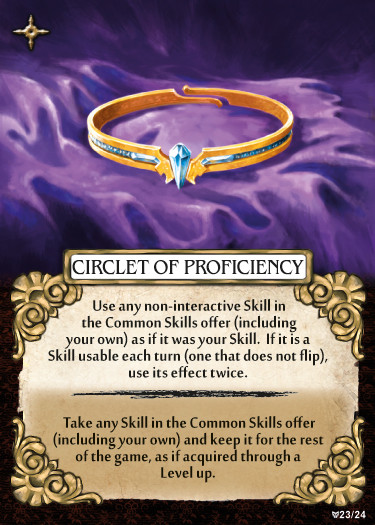 CIRCLET OF PROFICIENCY
Use any non-interactive Skill in
the Common Skills offer (including
your own) as if it was your Skill. If it is a
Skill usable each turn (one that does not flip),
use its effect twice.
Take any Skill in the Common Skills offer
(including your own) and keep it for the rest
of the game, as if acquired through a
Level up.
23/24